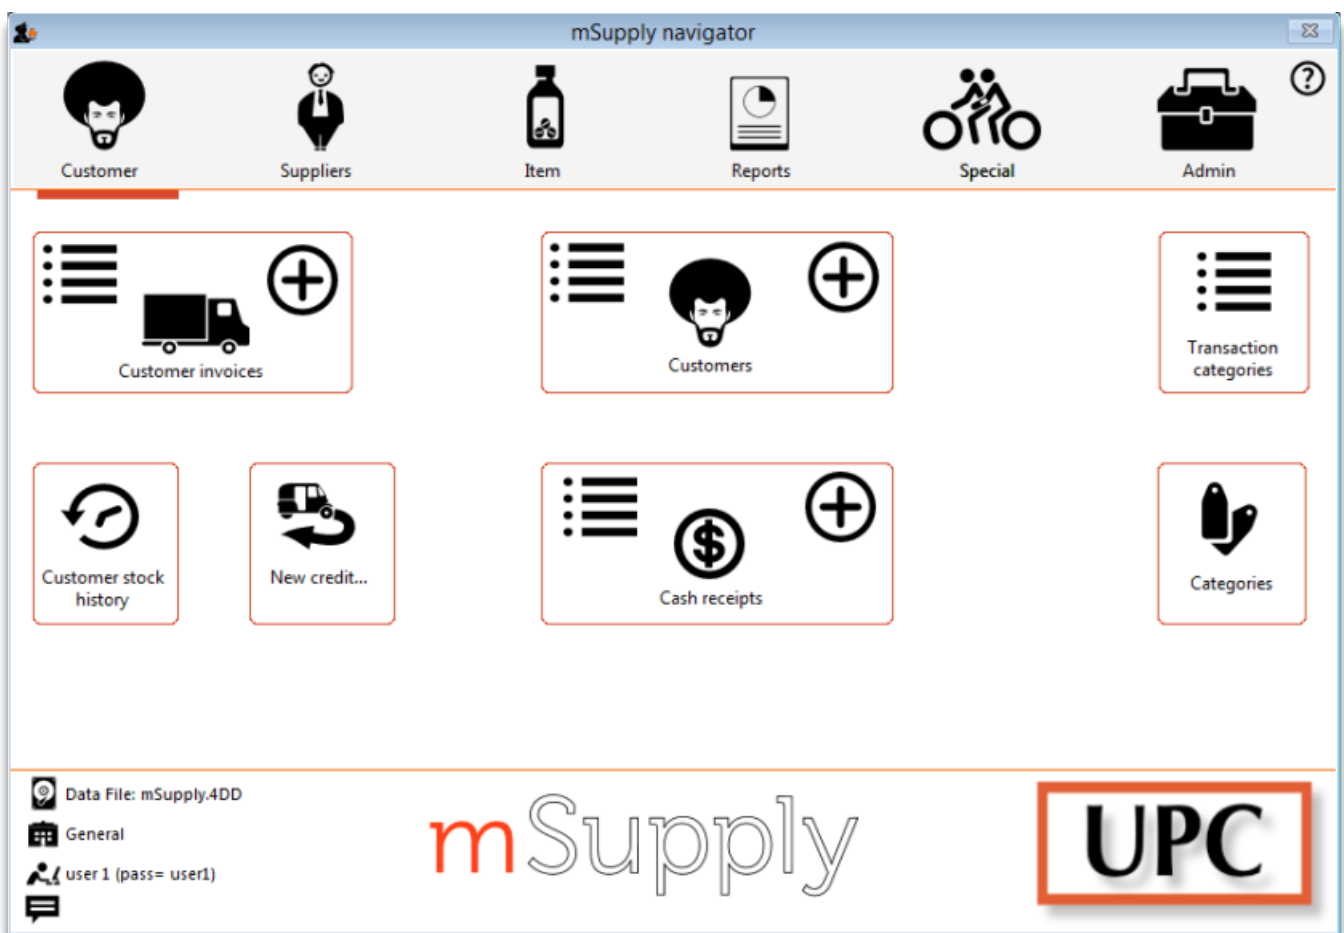 mSupply navigator
Customer
Suppliers
Item
Reports
Special
Admin
?
Customer invoices
Customers
Transaction
categories
Customer stock
history
New credit...
$
Cash receipts
Categories
Data File: mSupply.4DD
General
user 1 (pass= user1)
mSupply
UPC